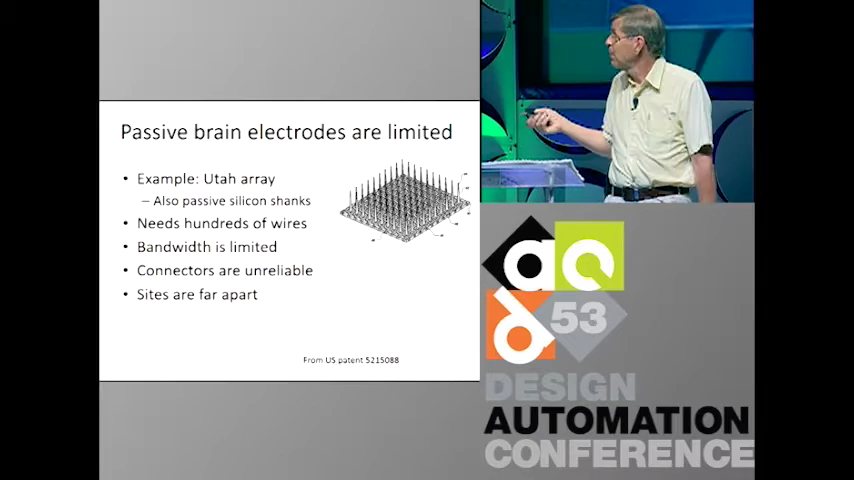 Passive brain electrodes are limited
• Example: Utah array
– Also passive silicon shanks
• Needs hundreds of wires
• Bandwidth is limited
• Connectors are unreliable
• Sites are far apart
From US patent 5215088
dac
53
DESIGN
AUTOMATION
CONFERENCE